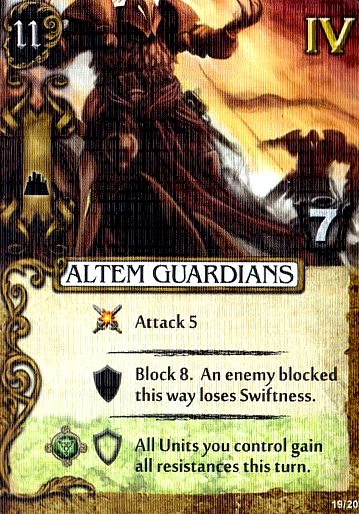 11
IV
7
ALTEM GUARDIANS
Attack 5
Block 8. An enemy blocked
this way loses Swiftness.
All Units you control gain
all resistances this turn.
19/20